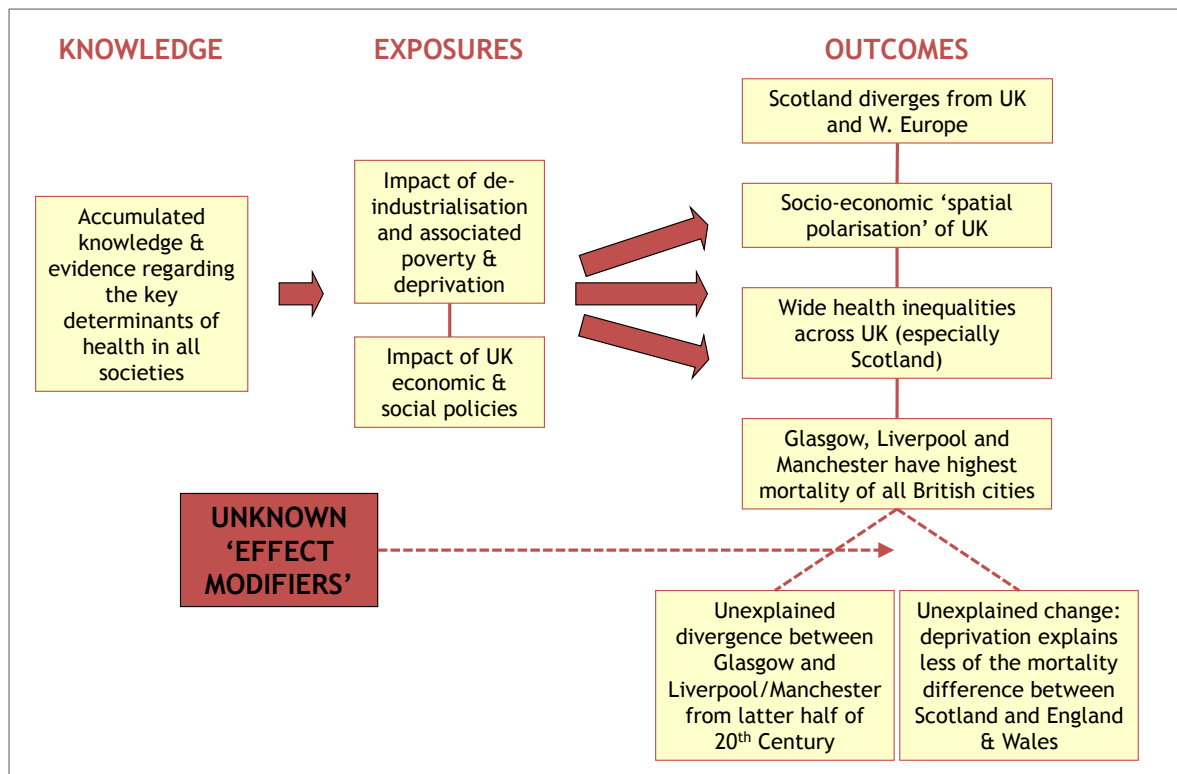 KNOWLEDGE
EXPOSURES
OUTCOMES
Accumulated
knowledge &
evidence regarding
the key
determinants of
health in all
societies
Impact of de-
industrialisation
and associated
poverty &
deprivation
Impact of UK
economic &
social policies
Scotland diverges from UK
and W. Europe
Socio-economic ‘spatial
polarisation’ of UK
Wide health inequalities
across UK (especially
Scotland)
Glasgow, Liverpool and
Manchester have highest
mortality of all British cities
UNKNOWN
‘EFFECT
MODIFIERS’
Unexplained
divergence between
Glasgow and
Liverpool/Manchester
from latter half of
20th Century
Unexplained change:
deprivation explains
less of the mortality
difference between
Scotland and England
& Wales